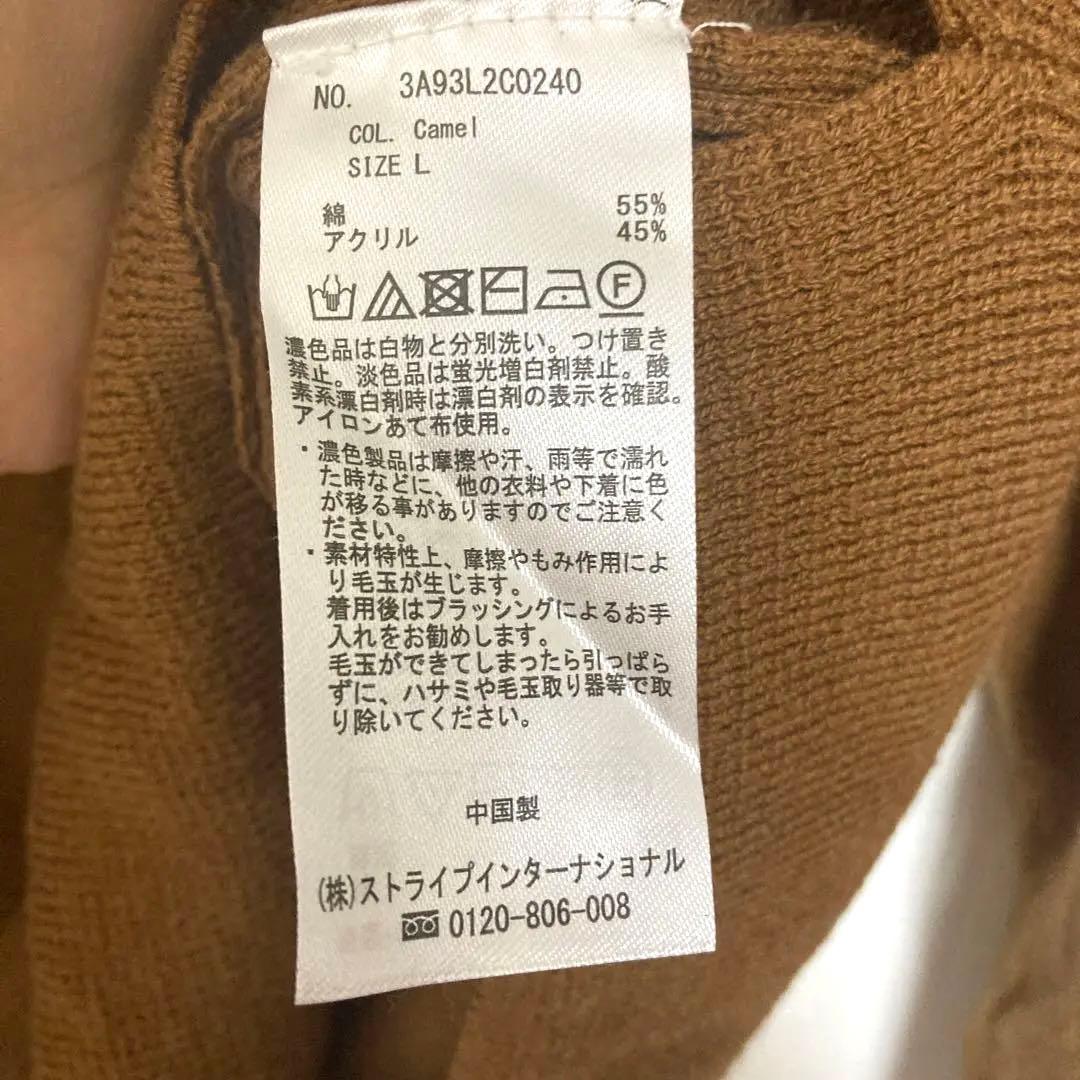 NO. 3A93L2C0240
COL. Camel
SIZE L
綿 55%
アクリル 45%
F
濃色品は白物と分別洗い。つけ置き
禁止。淡色品は蛍光増白剤禁止。酸
素系漂白剤時は漂白剤の表示を確認。
アイロンあて布使用。
・濃色製品は摩擦や汗、雨等で濡れ
た時などに、他の衣料や下着に色
が移る事がありますのでご注意く
ださい。
・素材特性上、摩擦やもみ作用によ
り毛玉が生じます。
着用後はブラッシングによるお手
入れをお勧めします。
毛玉ができてしまったら引っぱら
ずに、ハサミや毛玉取り器等で取
り除いてください。
中国製
(株)ストライプインターナショナル
0120-806-008